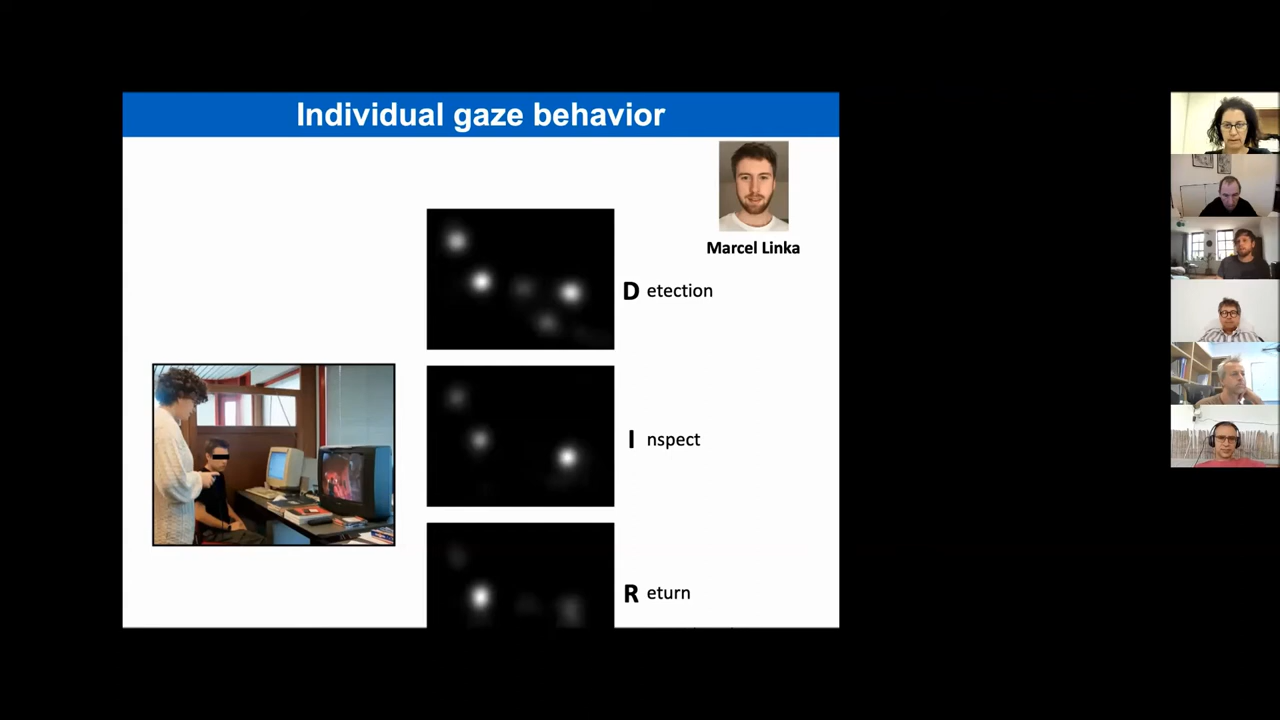 Individual gaze behavior
Marcel Linka
D etection
I nspect
R eturn